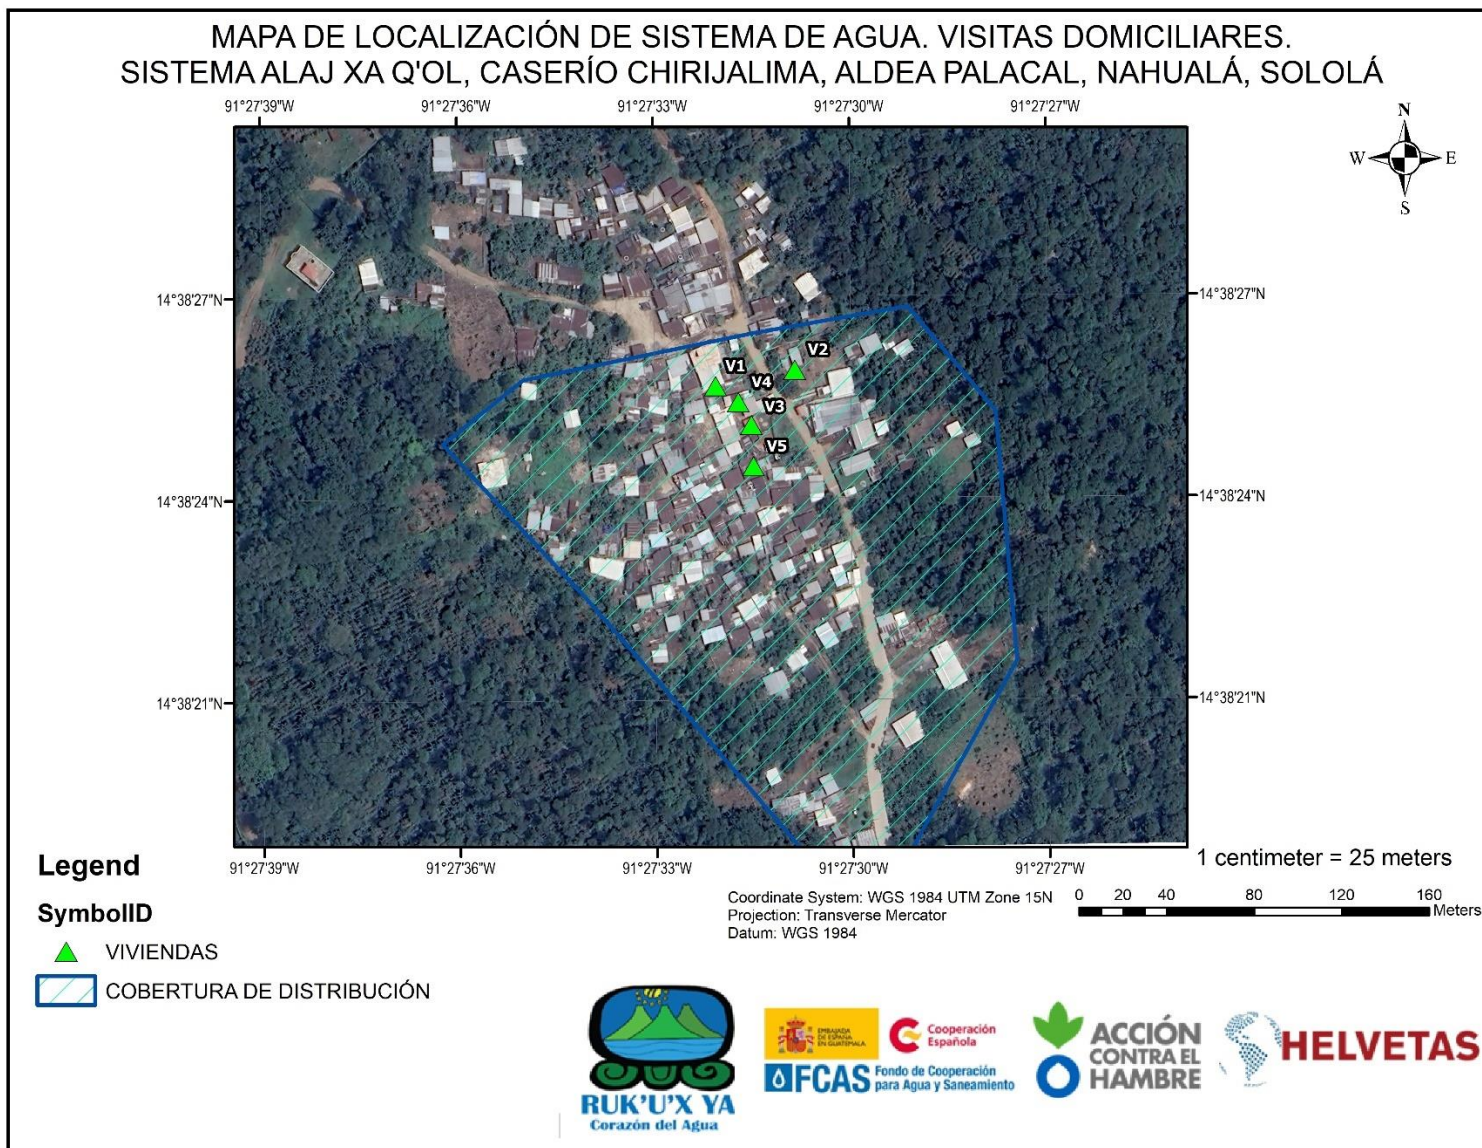 MAPA DE LOCALIZACIÓN DE SISTEMA DE AGUA. VISITAS DOMICILIARES.
SISTEMA ALAJ XA Q'OL, CASERÍO CHIRIJALIMA, ALDEA PALACAL, NAHUALÁ, SOLOLÁ
91°27'39"W 91°27'36"W 91°27'33"W 91°27'30"W 91°27'27"W
N
W E
S
14°38'27"N 14°38'27"N
V2
V1
V4
V3
V5
14°38'24"N 14°38'24"N
14°38'21"N 14°38'21"N
91°27'39"W 91°27'36"W 91°27'33"W 91°27'30"W 91°27'27"W
1 centimeter = 25 meters
Legend
SymbolID
VIVIENDAS
COBERTURA DE DISTRIBUCIÓN
Coordinate System: WGS 1984 UTM Zone 15N
Projection: Transverse Mercator
Datum: WGS 1984
0 20 40 80 120 160
Meters
RUK'U'X YA
Corazón del Agua
EMBAJADA
DE ESPAÑA
EN GUATEMALA
Cooperación
Española
FCAS
Fondo de Cooperación
para Agua y Saneamiento
ACCIÓN
CONTRA EL
HAMBRE
HELVETAS